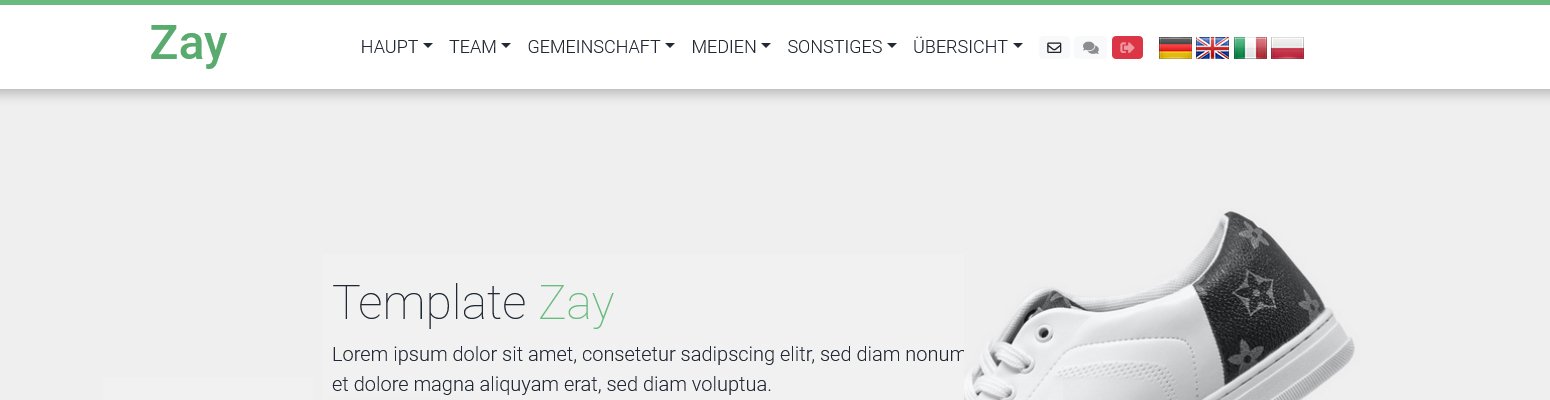 Zay
HAUPT TEAM GEMEINSCHAFT MEDIEN SONSTIGES ÜBERSICHT
Template Zay
Lorem ipsum dolor sit amet, consetetur sadipscing elitr, sed diam
et dolore magna aliquyam erat, sed diam voluptua.